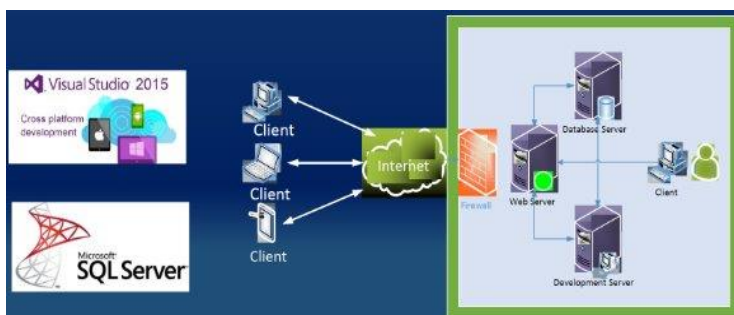 Visual Studio 2015
Cross platform
development
Microsoft
SQL Server
Client
Client
Client
Internet
Firewall
Database Server
Web Server
Client
Development Server